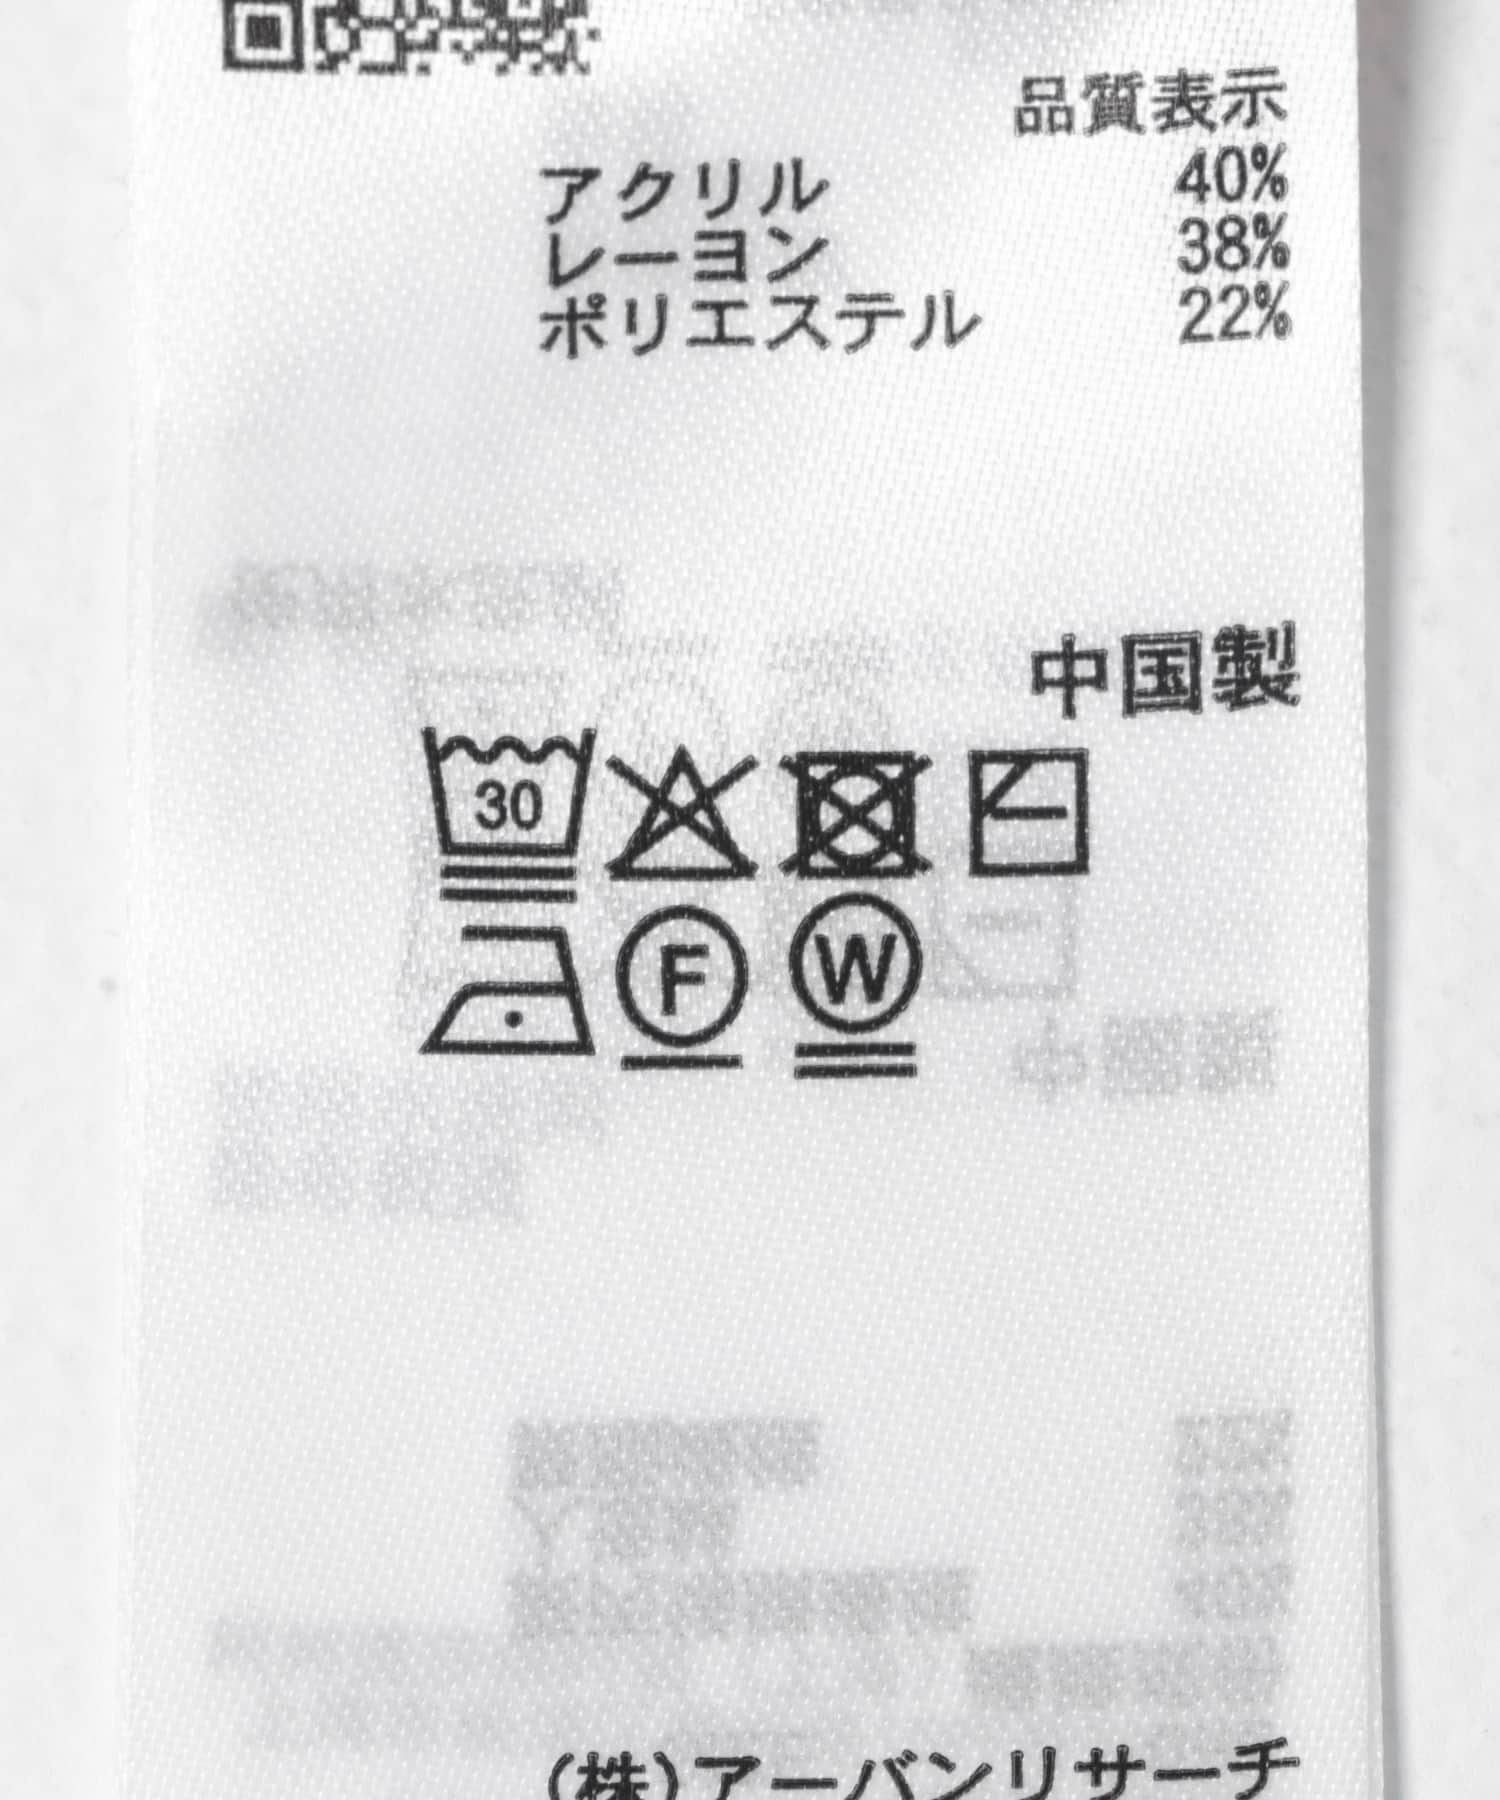 品質表示
アクリル 40%
レーヨン 38%
ポリエステル 22%
中国製
30
F W
(株)アーバンリサーチ